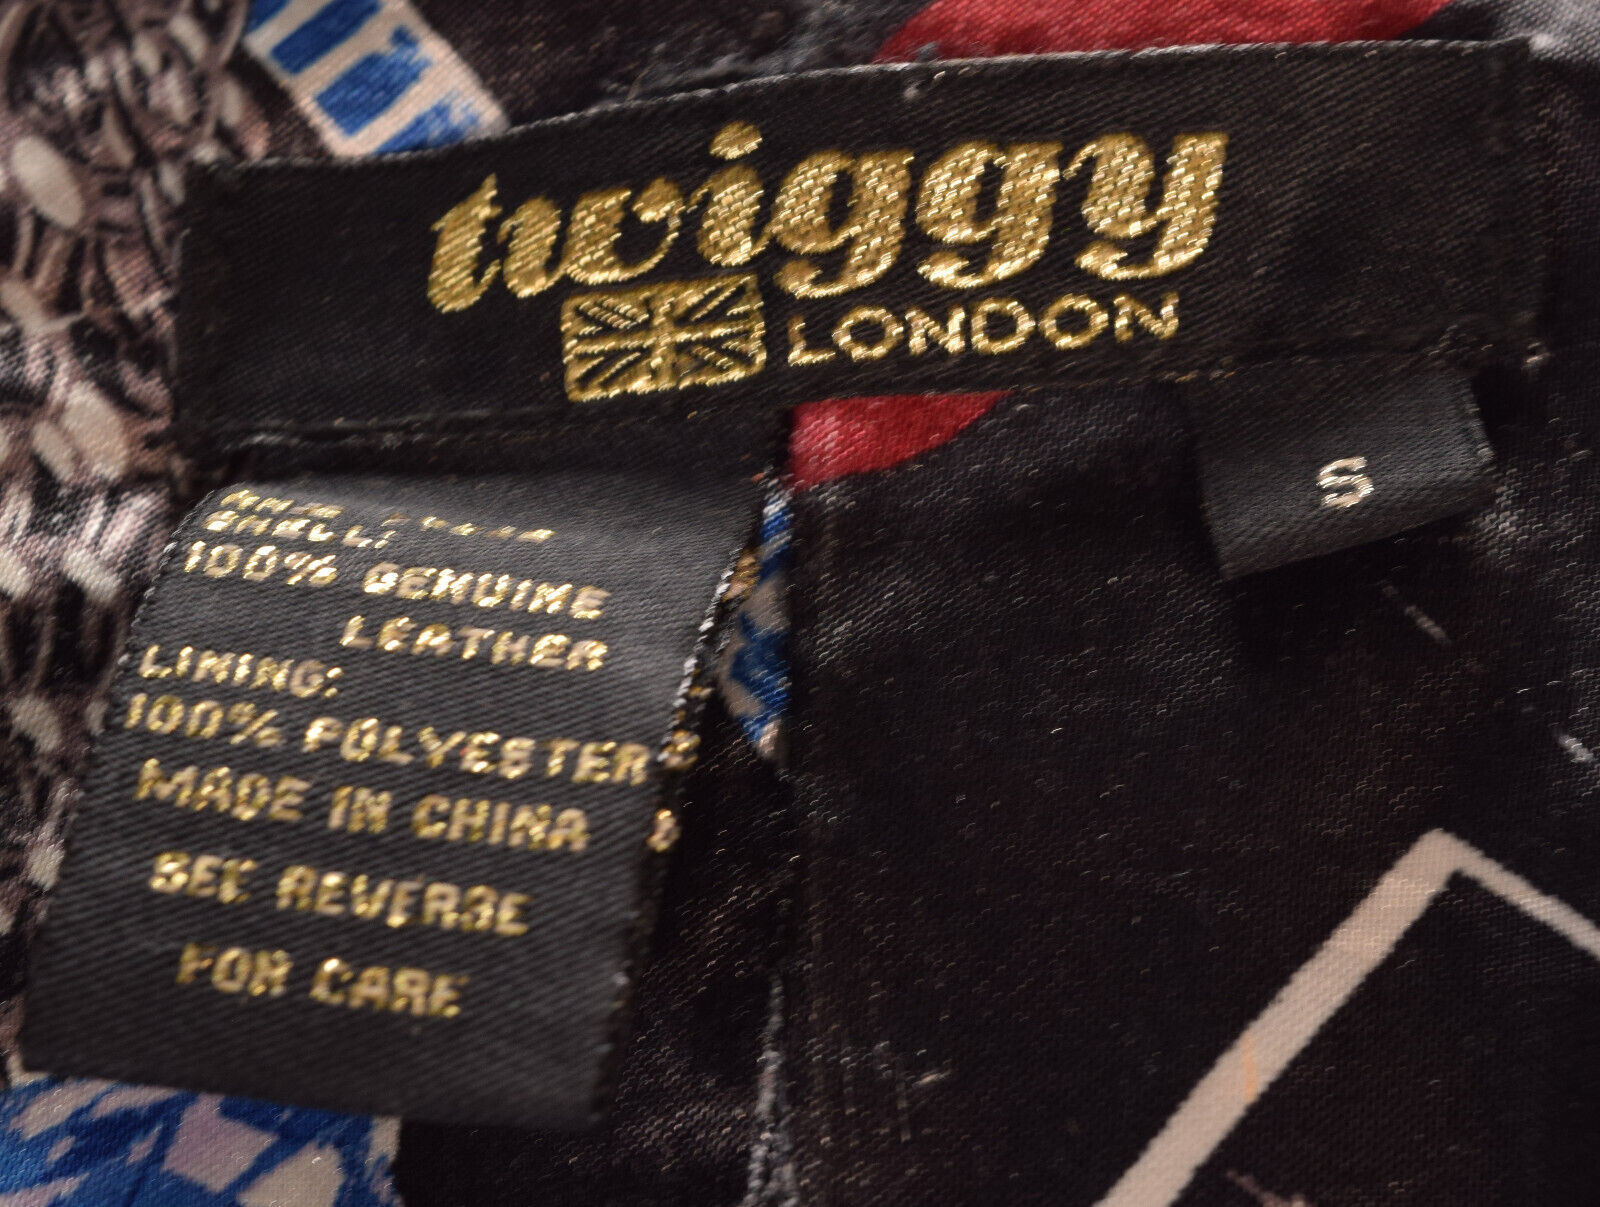 twiggy
LONDON
S
SHELL:
100% GENUINE
LEATHER
LINING:
100% POLYESTER
MADE IN CHINA
SEE REVERSE
FOR CARE